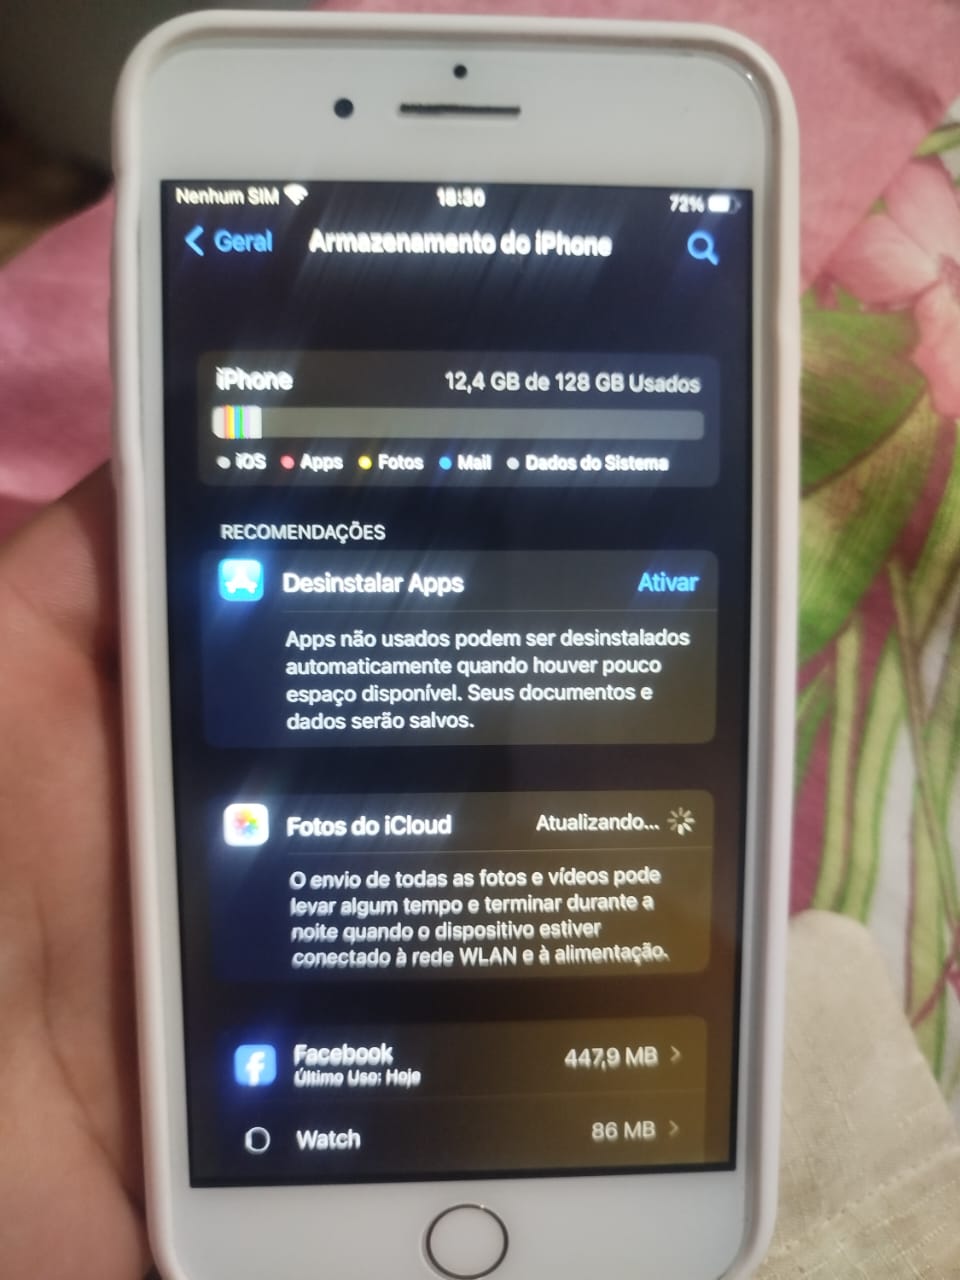 Nenhum SIM 18:30 72%
Geral Armazenamento do iPhone
iPhone 12,4 GB de 128 GB Usados
iOS Apps Fotos Mail Dados do Sistema
RECOMENDAÇÕES
Desinstalar Apps Ativar
Apps não usados podem ser desinstalados
automaticamente quando houver pouco
espaço disponível. Seus documentos e
dados serão salvos.
Fotos do iCloud Atualizando...
O envio de todas as fotos e vídeos pode
levar algum tempo e terminar durante a
noite quando o dispositivo estiver
conectado à rede WLAN e à alimentação.
Facebook 447,9 MB
Último Uso: Hoje
Watch 86 MB